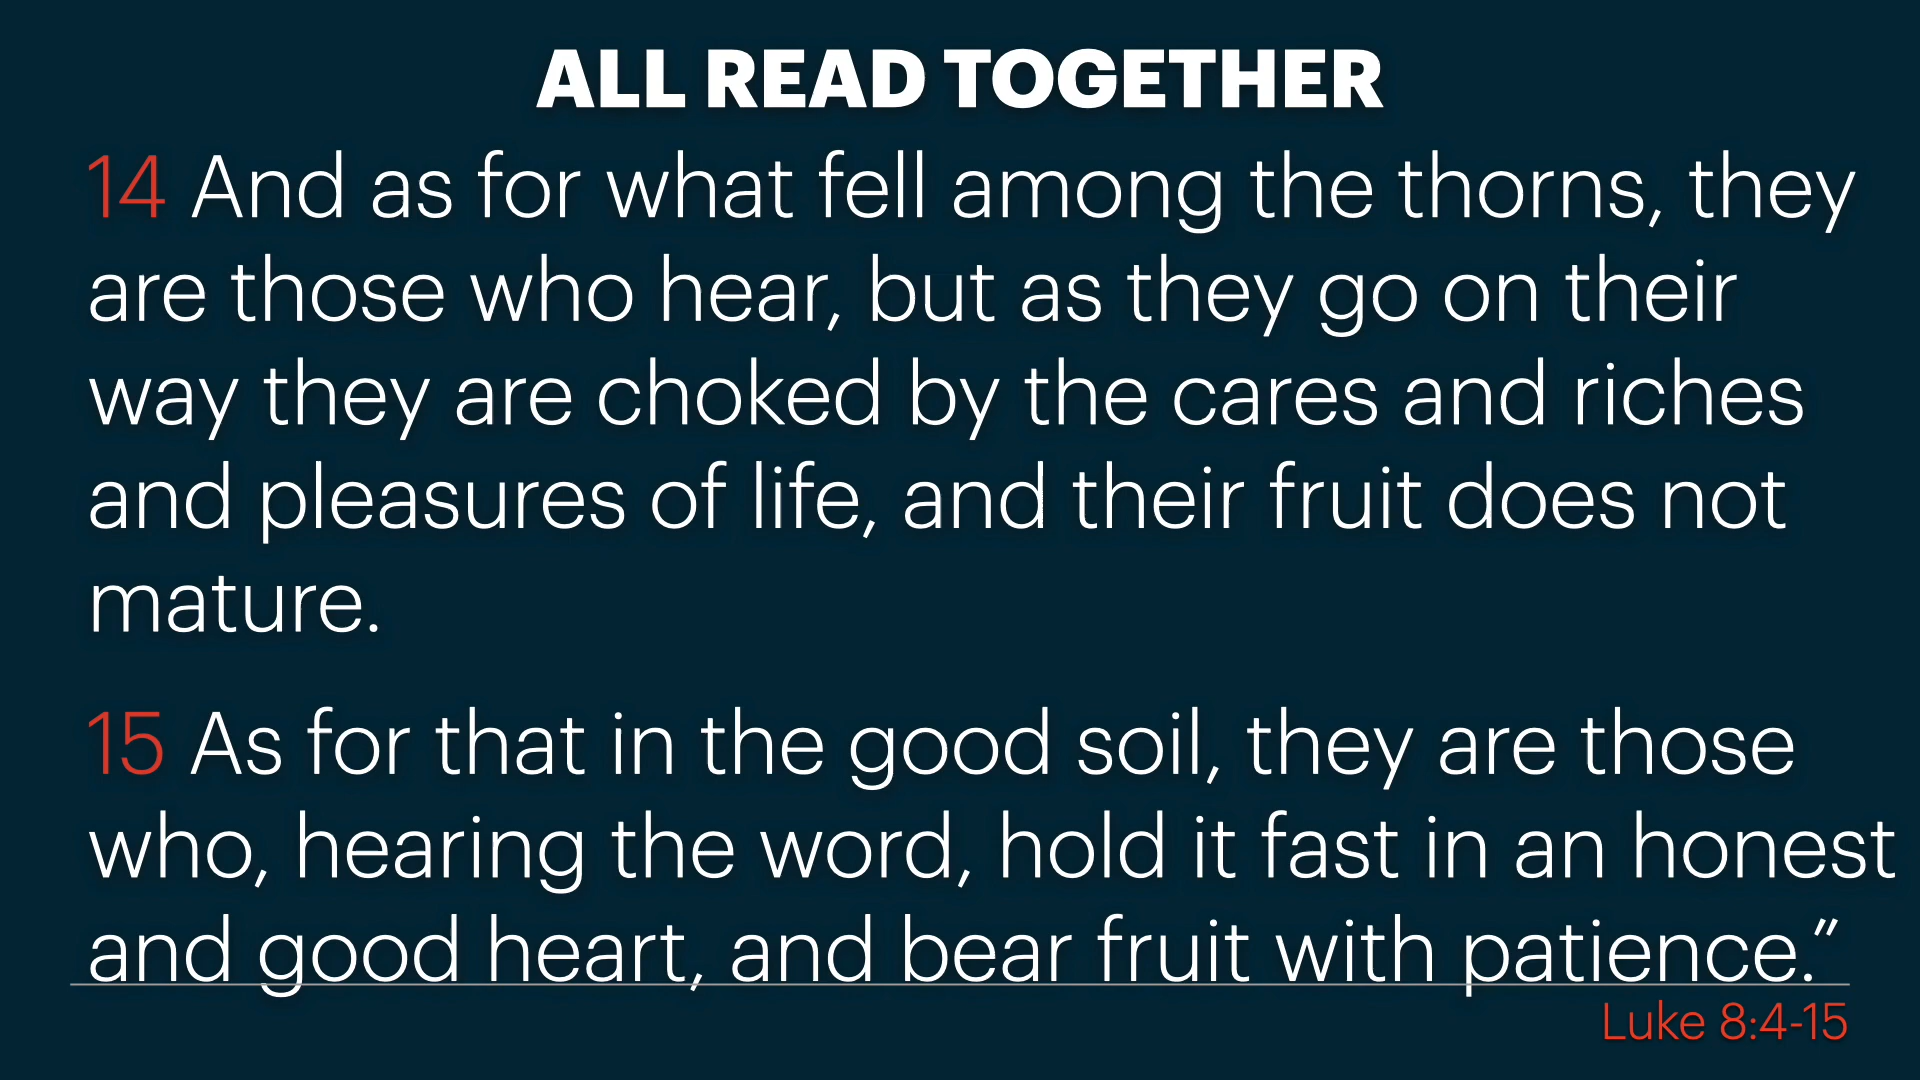 ALL READ TOGETHER
14 And as for what fell among the thorns, they
are those who hear, but as they go on their
way they are choked by the cares and riches
and pleasures of life, and their fruit does not
mature.
15 As for that in the good soil, they are those
who, hearing the word, hold it fast in an honest
and good heart, and bear fruit with patience.”
Luke 8:4-15